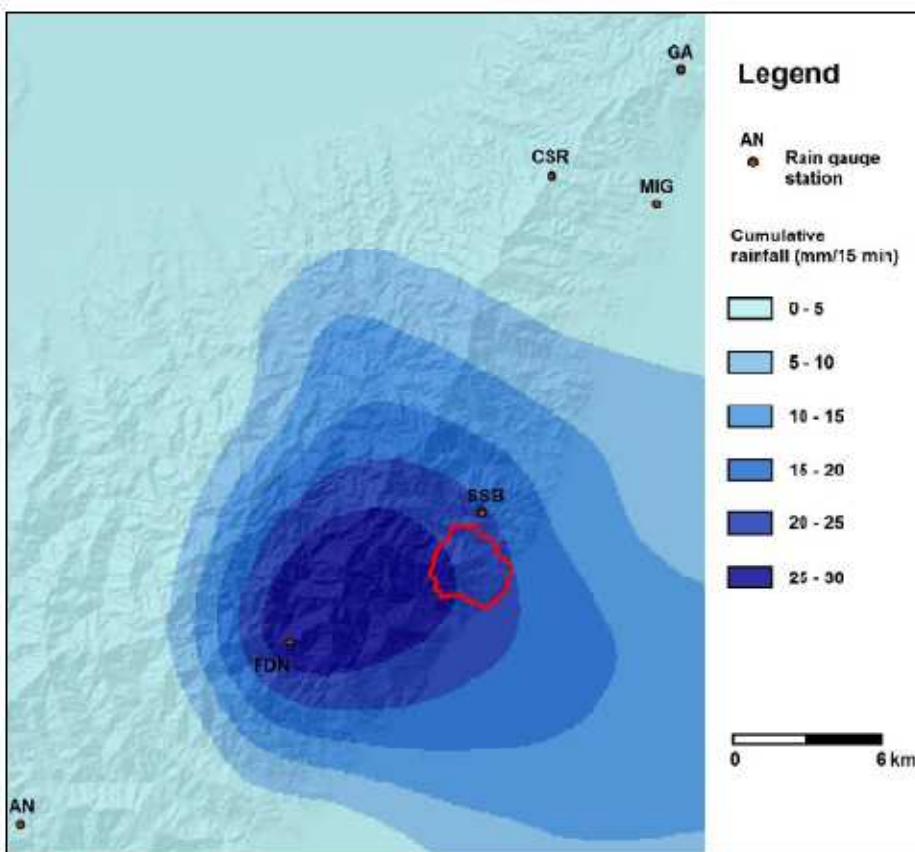 GA
CSR
MIG
SSB
FDN
AN
Legend
AN
Rain gauge
station
Cumulative
rainfall (mm/15 min)
0 - 5
5 - 10
10 - 15
15 - 20
20 - 25
25 - 30
0 6 km